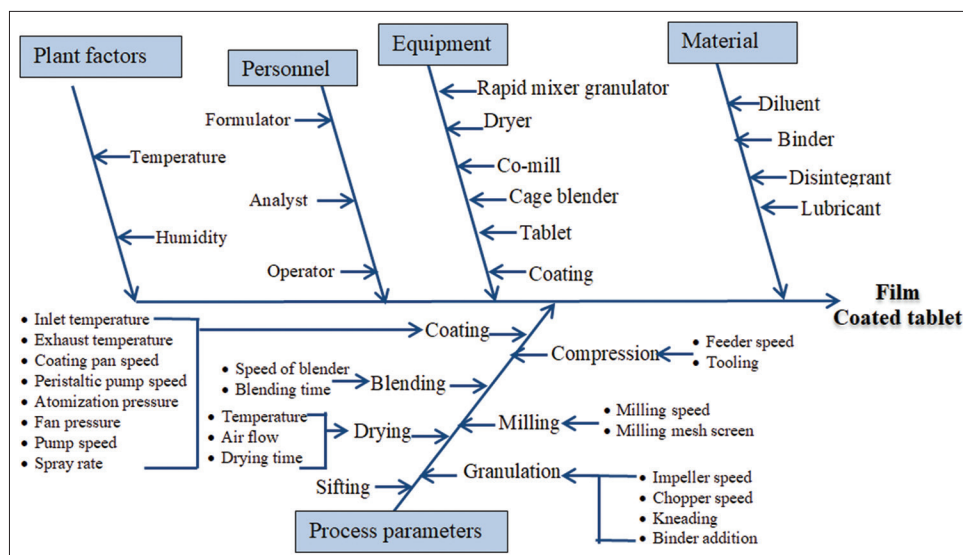 Plant factors
Personnel
Equipment
Material
Temperature
Humidity
Formulator
Analyst
Operator
Rapid mixer granulator
Dryer
Co-mill
Cage blender
Tablet
Coating
Diluent
Binder
Disintegrant
Lubricant
Film
Coated tablet
• Inlet temperature
• Exhaust temperature
• Coating pan speed
• Peristaltic pump speed
• Atomization pressure
• Fan pressure
• Pump speed
• Spray rate
Coating
• Speed of blender
• Blending time
Blending
• Temperature
• Air flow
• Drying time
Drying
Sifting
Compression
• Feeder speed
• Tooling
Milling
• Milling speed
• Milling mesh screen
Granulation
• Impeller speed
• Chopper speed
• Kneading
• Binder addition
Process parameters